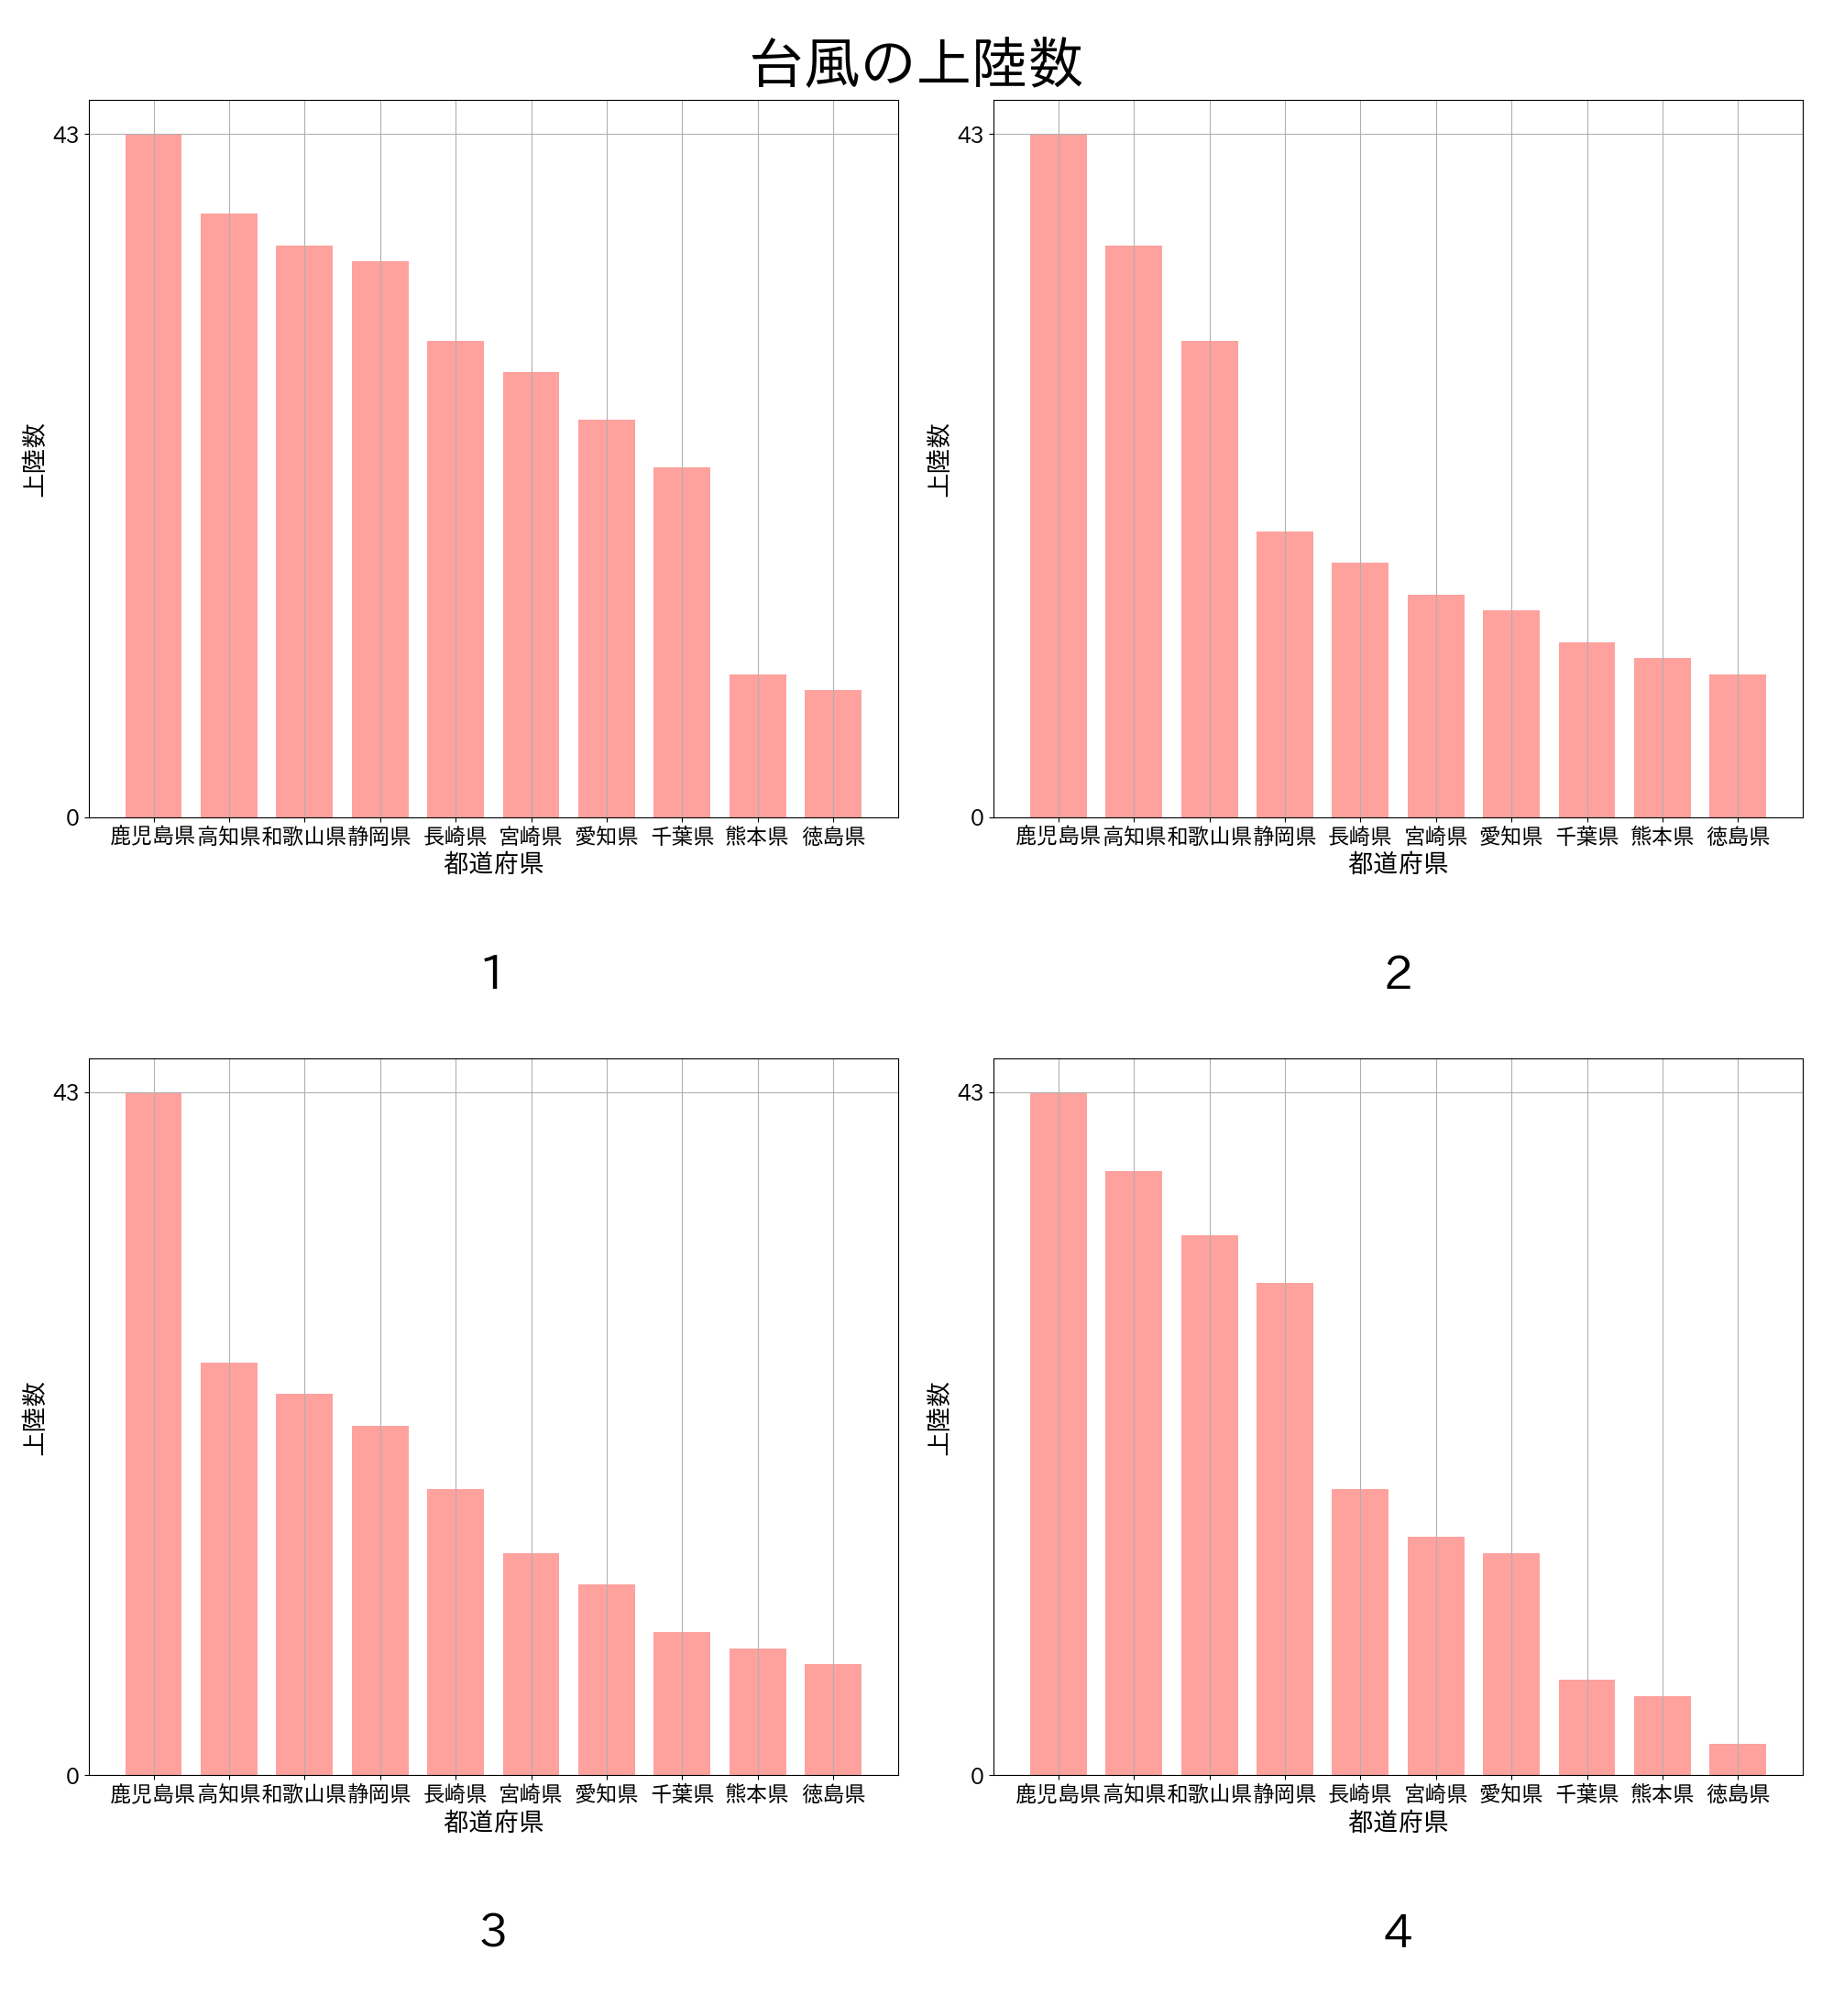 台風の上陸数
43
0
上陸数
鹿児島県 高知県 和歌山県 静岡県 長崎県 宮崎県 愛知県 千葉県 熊本県 徳島県
都道府県
1
43
0
上陸数
鹿児島県 高知県 和歌山県 静岡県 長崎県 宮崎県 愛知県 千葉県 熊本県 徳島県
都道府県
2
43
0
上陸数
鹿児島県 高知県 和歌山県 静岡県 長崎県 宮崎県 愛知県 千葉県 熊本県 徳島県
都道府県
3
43
0
上陸数
鹿児島県 高知県 和歌山県 静岡県 長崎県 宮崎県 愛知県 千葉県 熊本県 徳島県
都道府県
4